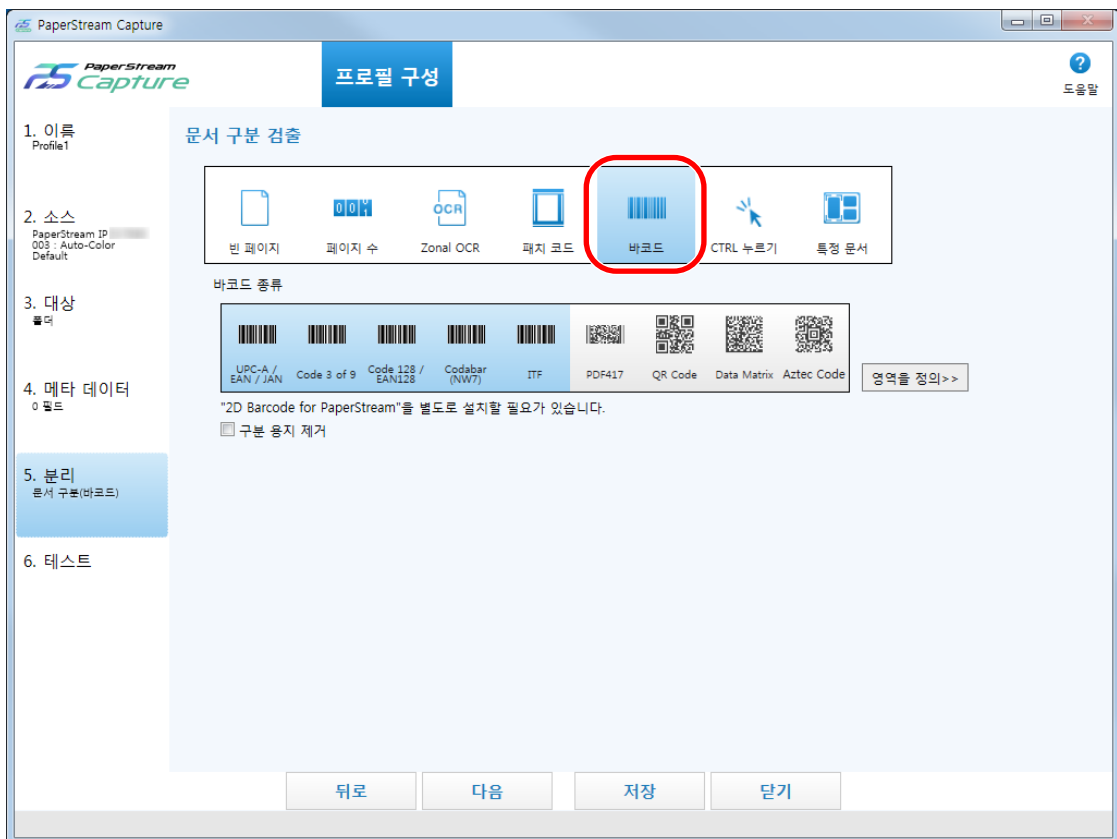 PaperStream Capture
PaperStream
Capture
프로필 구성
도움말
1. 이름
Profile1
2. 소스
PaperStream IP
003 : Auto-Color
Default
3. 대상
폴더
4. 메타 데이터
0 필드
5. 분리
문서 구분(바코드)
6. 테스트
문서 구분 검출
빈 페이지
페이지 수
OCR
Zonal OCR
패치 코드
바코드
CTRL 누르기
특정 문서
바코드 종류
UPC-A /
EAN / JAN
Code 3 of 9
Code 128 /
EAN128
Codabar
(NW7)
ITF
PDF417
QR Code
Data Matrix
Aztec Code
영역을 정의>>
"2D Barcode for PaperStream"을 별도로 설치할 필요가 있습니다.
구분 용지 제거
뒤로
다음
저장
닫기